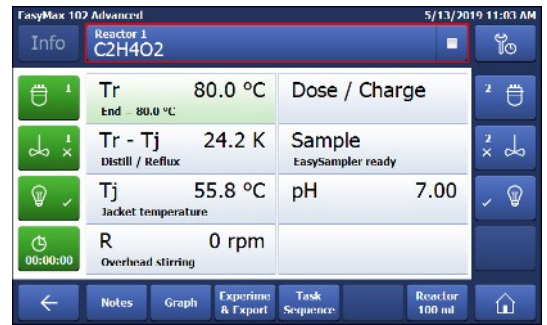 EasyMax 102 Advanced 5/13/2019 11:03 AM
Info
Reactor 1
C2H4O2
1
Tr 80.0 °C
End = 80.0 °C
Dose / Charge
2
1
Tr - Tj 24.2 K
Distill / Reflux
Sample
EasySampler ready
2
Tj 55.8 °C
Jacket temperature
pH 7.00
00:00:00
R 0 rpm
Overhead stirring
Notes
Graph
Experime
& Export
Task
Sequence
Reactor
100 ml